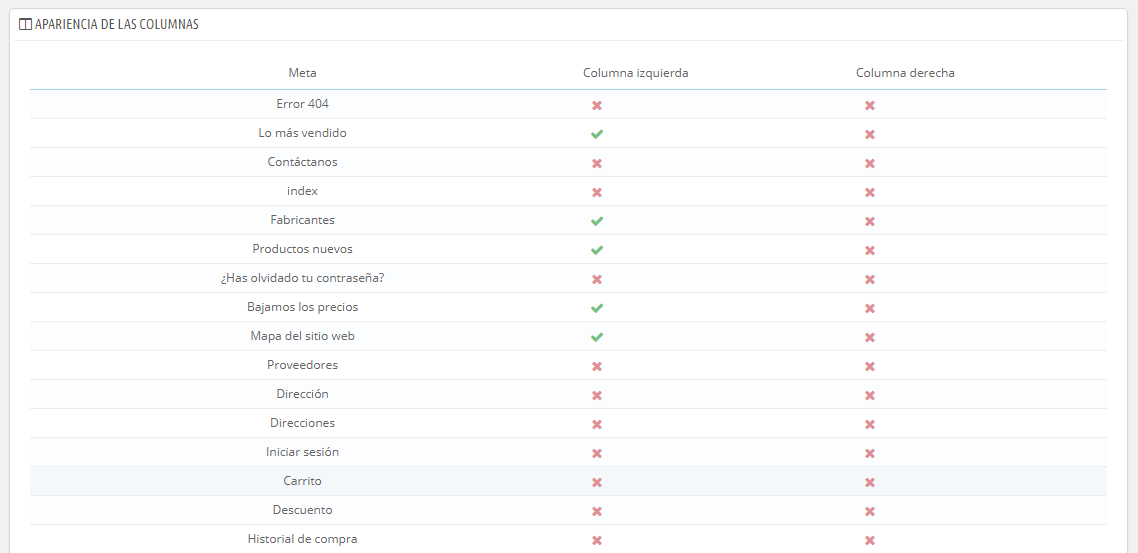 APARIENCIA DE LAS COLUMNAS
Meta Columna izquierda Columna derecha
Error 404
Lo más vendido
Contáctanos
index
Fabricantes
Productos nuevos
¿Has olvidado tu contraseña?
Bajamos los precios
Mapa del sitio web
Proveedores
Dirección
Direcciones
Iniciar sesión
Carrito
Descuento
Historial de compra